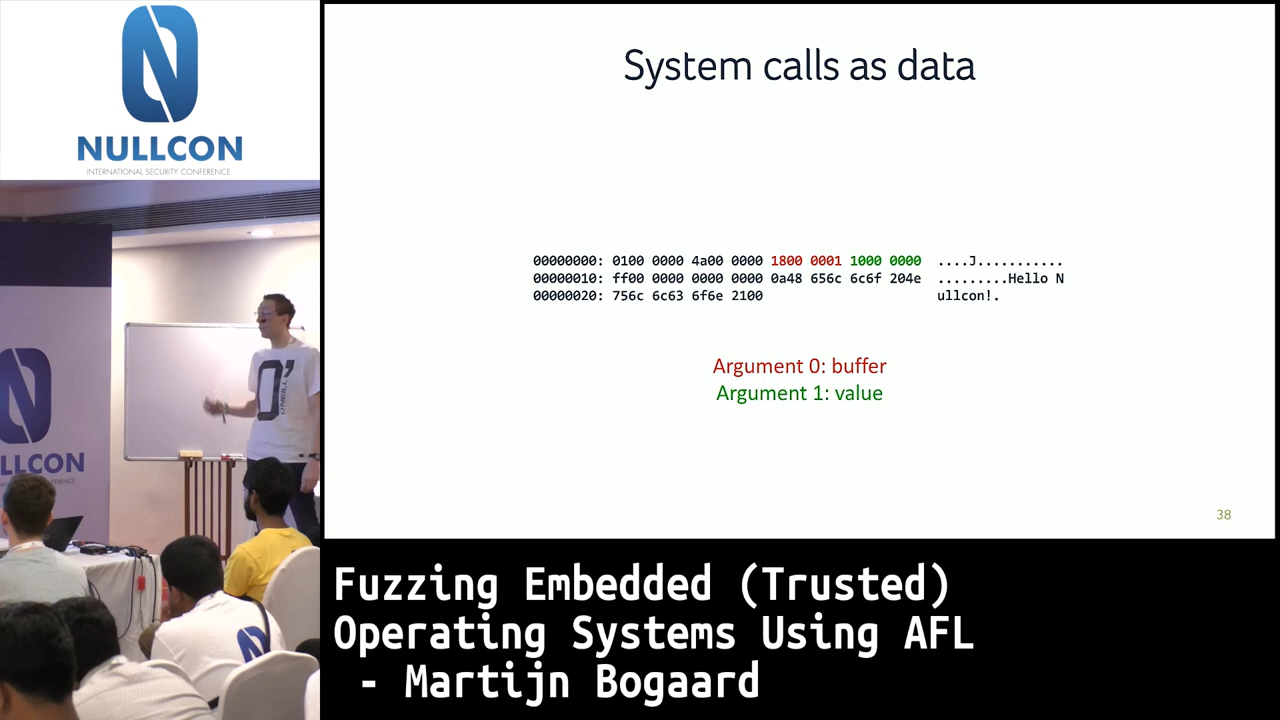 NULLCON
INTERNATIONAL SECURITY CONFERENCE
System calls as data
00000000: 0100 0000 4a00 0000 1800 0001 1000 0000 ....J...........
00000010: ff00 0000 0000 0000 0a48 656c 6c6f 204e .........Hello N
00000020: 756c 6c63 6f6e 2100 ullcon!.
Argument 0: buffer
Argument 1: value
38
O'NEILL
LLCON
Fuzzing Embedded (Trusted)
Operating Systems Using AFL
- Martijn Bogaard